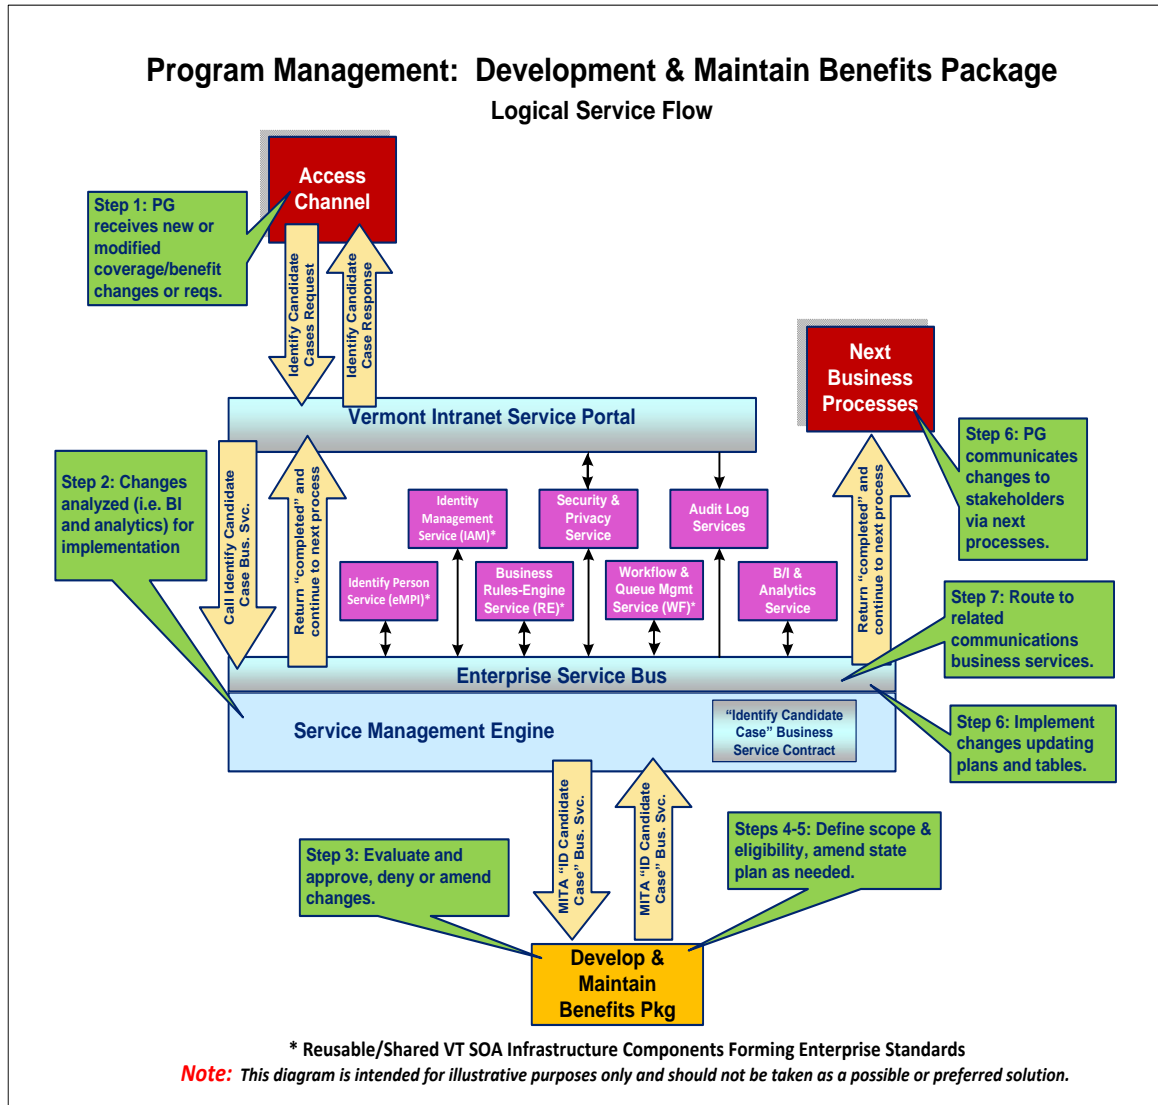 Program Management:  Development & Maintain Benefits Package
Logical Service Flow
Access
Channel
Step 1: PG
receives new or
modified
coverage/benefit
changes or reqs.
Identify Candidate
Cases Request
Identify Candidate
Case Response
Next
Business
Processes
Vermont Intranet Service Portal
Step 6: PG
communicates
changes to
stakeholders
via next
processes.
Step 2: Changes
analyzed (i.e. BI
and analytics) for
implementation
Call Identify Candidate
Case Bus. Svc.
Return “completed” and
continue to next process
Identity
Management
Service (IAM)*
Security &
Privacy
Service
Audit Log
Services
Identify Person
Service (eMPI)*
Business
Rules-Engine
Service (RE)*
Workflow &
Queue Mgmt
Service (WF)*
B/I &
Analytics
Service
Return “completed” and
continue to next process
Step 7: Route to
related
communications
business services.
Enterprise Service Bus
Service Management Engine
“Identify Candidate
Case” Business
Service Contract
Step 6: Implement
changes updating
plans and tables.
MITA “ID Candidate
Case” Bus. Svc.
MITA “ID Candidate
Case” Bus. Svc.
Step 3: Evaluate and
approve, deny or amend
changes.
Steps 4-5: Define scope &
eligibility, amend state
plan as needed.
Develop &
Maintain
Benefits Pkg
* Reusable/Shared VT SOA Infrastructure Components Forming Enterprise Standards
Note: This diagram is intended for illustrative purposes only and should not be taken as a possible or preferred solution.